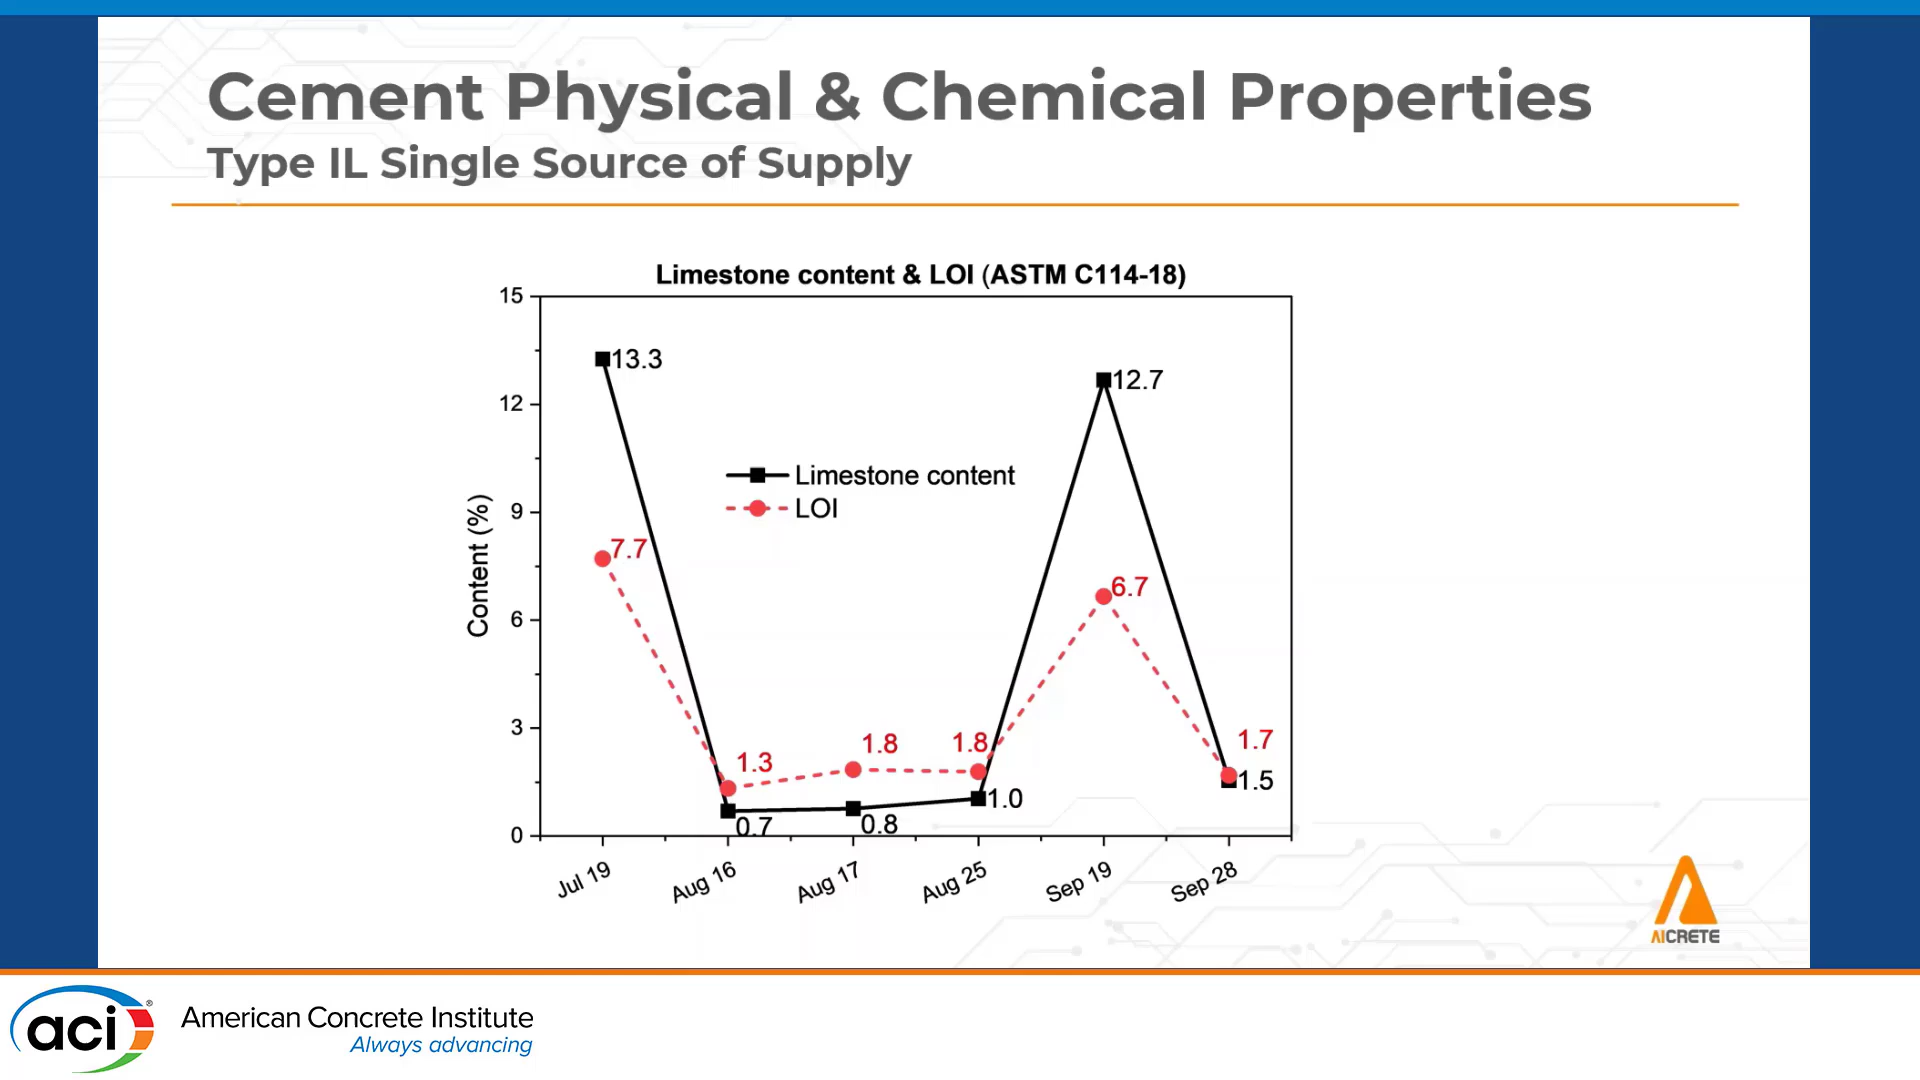 Cement Physical & Chemical Properties
Type IL Single Source of Supply
Limestone content & LOI (ASTM C114-18)
15
12
9
6
3
0
Content (%)
13.3
12.7
Limestone content
LOI
7.7
6.7
1.3
1.8
1.8
1.7
0.7
0.8
1.0
1.5
Jul 19
Aug 16
Aug 17
Aug 25
Sep 19
Sep 28
AICRETE
aci®
American Concrete Institute
Always advancing